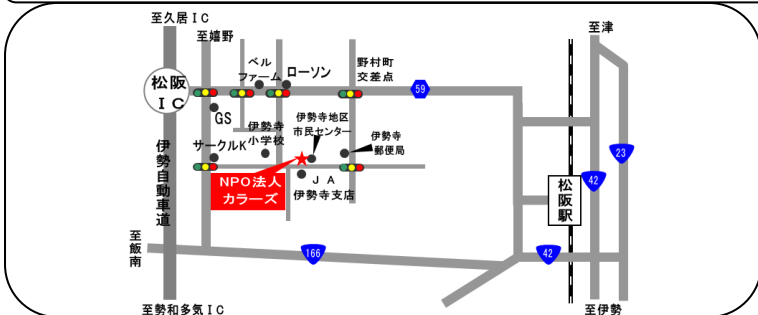 至久居IC
至嬉野
至津
松阪
IC
ベル
ファーム
ローソン
野村町
交差点
59
GS
伊勢寺
小学校
伊勢寺地区
市民センター
伊勢寺
郵便局
サークルK
伊勢自動車道
NPO法人
カラーズ
JA
伊勢寺支店
23
42
松阪駅
至飯南
166
42
至勢和多気IC
至伊勢